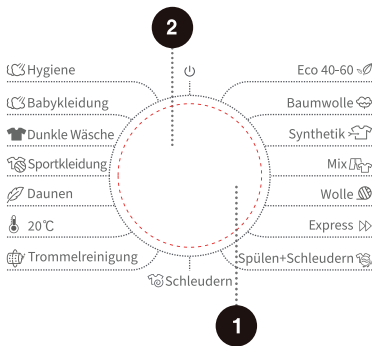 2
Hygiene
Eco 40-60
Babykleidung
Baumwolle
Dunkle Wäsche
Synthetik
Sportkleidung
Mix
Daunen
Wolle
20℃
Express
Trommelreinigung
Spülen+Schleudern
Schleudern
1